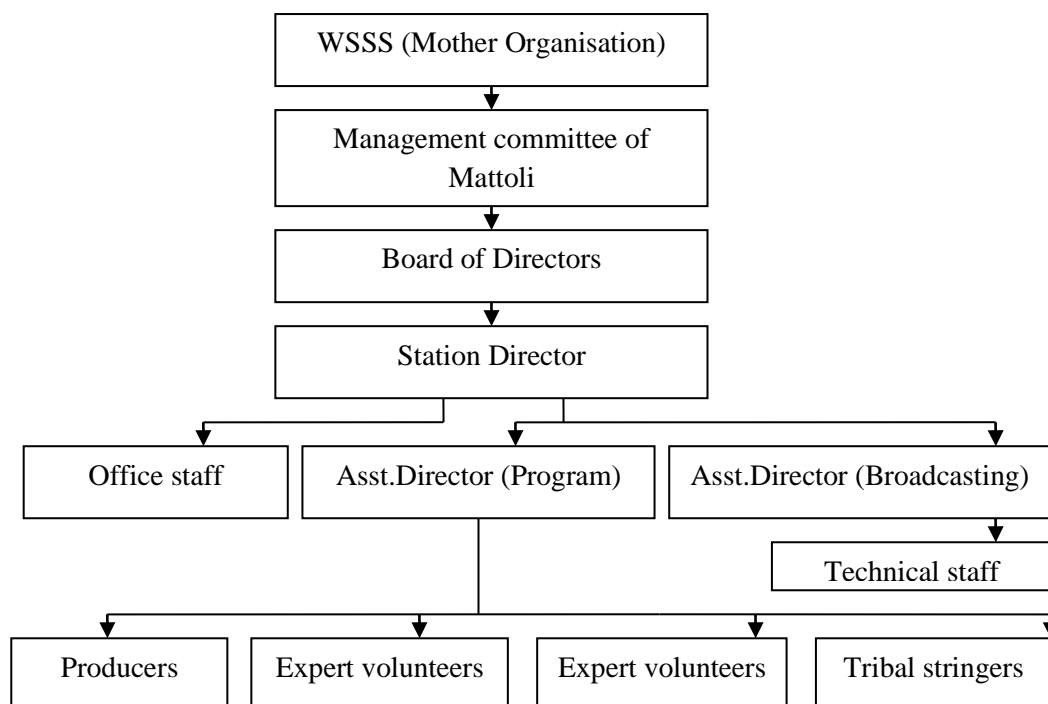 WSSS (Mother Organisation)
Management committee of
Mattoli
Board of Directors
Station Director
Office staff
Asst.Director (Program)
Asst.Director (Broadcasting)
Technical staff
Producers
Expert volunteers
Expert volunteers
Tribal stringers